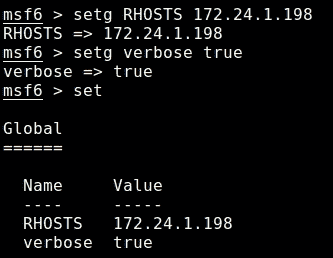 msf6 > setg RHOSTS 172.24.1.198
RHOSTS => 172.24.1.198
msf6 > setg verbose true
verbose => true
msf6 > set
Global
======
Name Value
---- -----
RHOSTS 172.24.1.198
verbose true